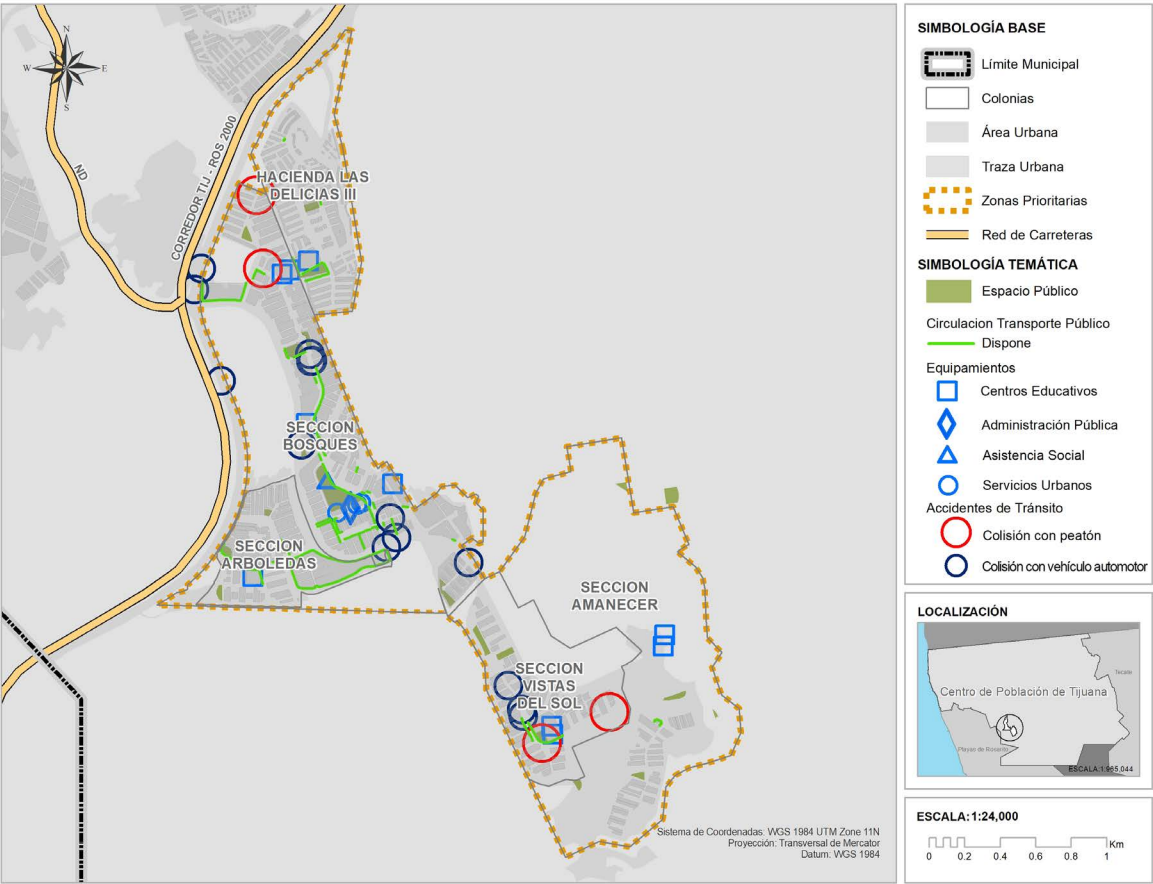 N
W
E
S
ND
CORREDOR TIJ - ROS 2000
HACIENDA LAS
DELICIAS III
SECCION
BOSQUES
SECCION
ARBOLEDAS
SECCION
AMANECER
SECCION
VISTAS
DEL SOL
Sistema de Coordenadas: WGS 1984 UTM Zone 11N
Proyección: Transversal de Mercator
Datum: WGS 1984
SIMBOLOGÍA BASE
Límite Municipal
Colonias
Área Urbana
Traza Urbana
Zonas Prioritarias
Red de Carreteras
SIMBOLOGÍA TEMÁTICA
Espacio Público
Circulacion Transporte Público
Dispone
Equipamientos
Centros Educativos
Administración Pública
Asistencia Social
Servicios Urbanos
Accidentes de Tránsito
Colisión con peatón
Colisión con vehículo automotor
LOCALIZACIÓN
Tecate
Centro de Población de Tijuana
Playas de Rosarito
ESCALA:1:965,044
ESCALA:1:24,000
Km
0 0.2 0.4 0.6 0.8 1